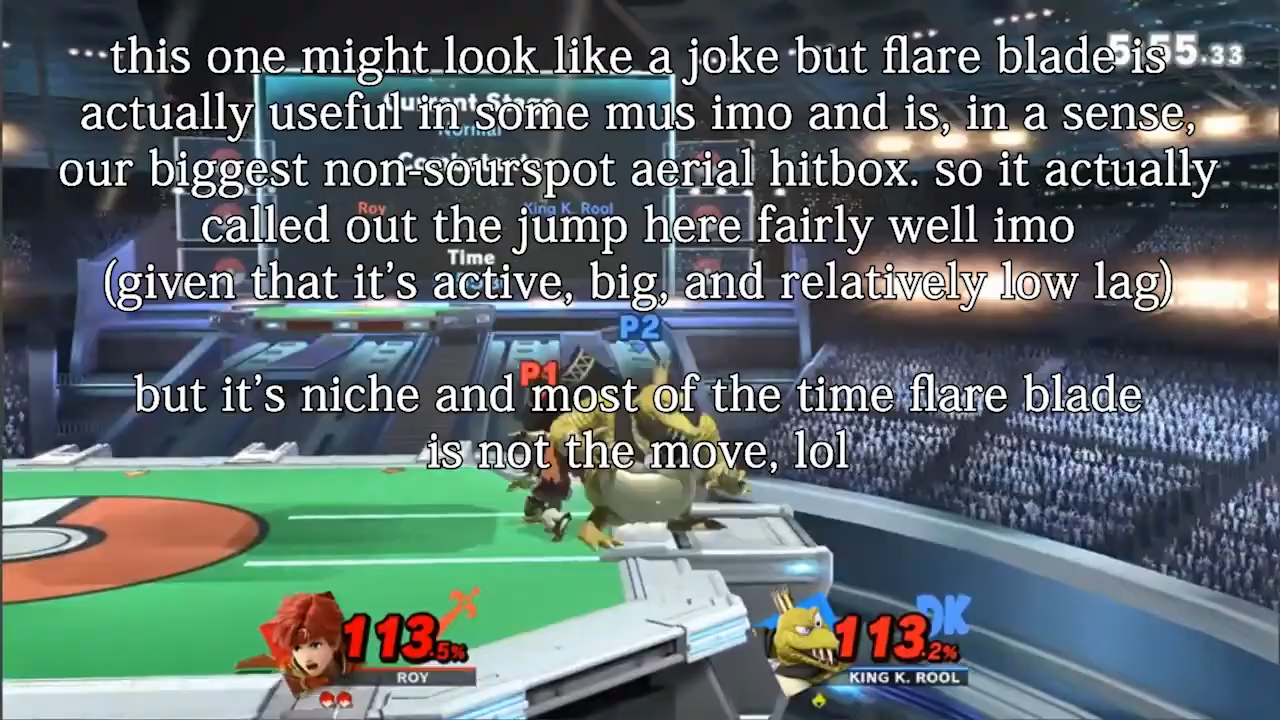 this one might look like a joke but flare blade is
5:55.33
actually useful in some mus imo and is, in a sense,
Current Stage
Normal
our biggest non-sourspot aerial hitbox. so it actually
Roy
King K. Rool
called out the jump here fairly well imo
Time
(given that it's active, big, and relatively low lag)
P2
P1
but it's niche and most of the time flare blade
is not the move, lol
113.5%
ROY
DK
113.2%
KING K. ROOL